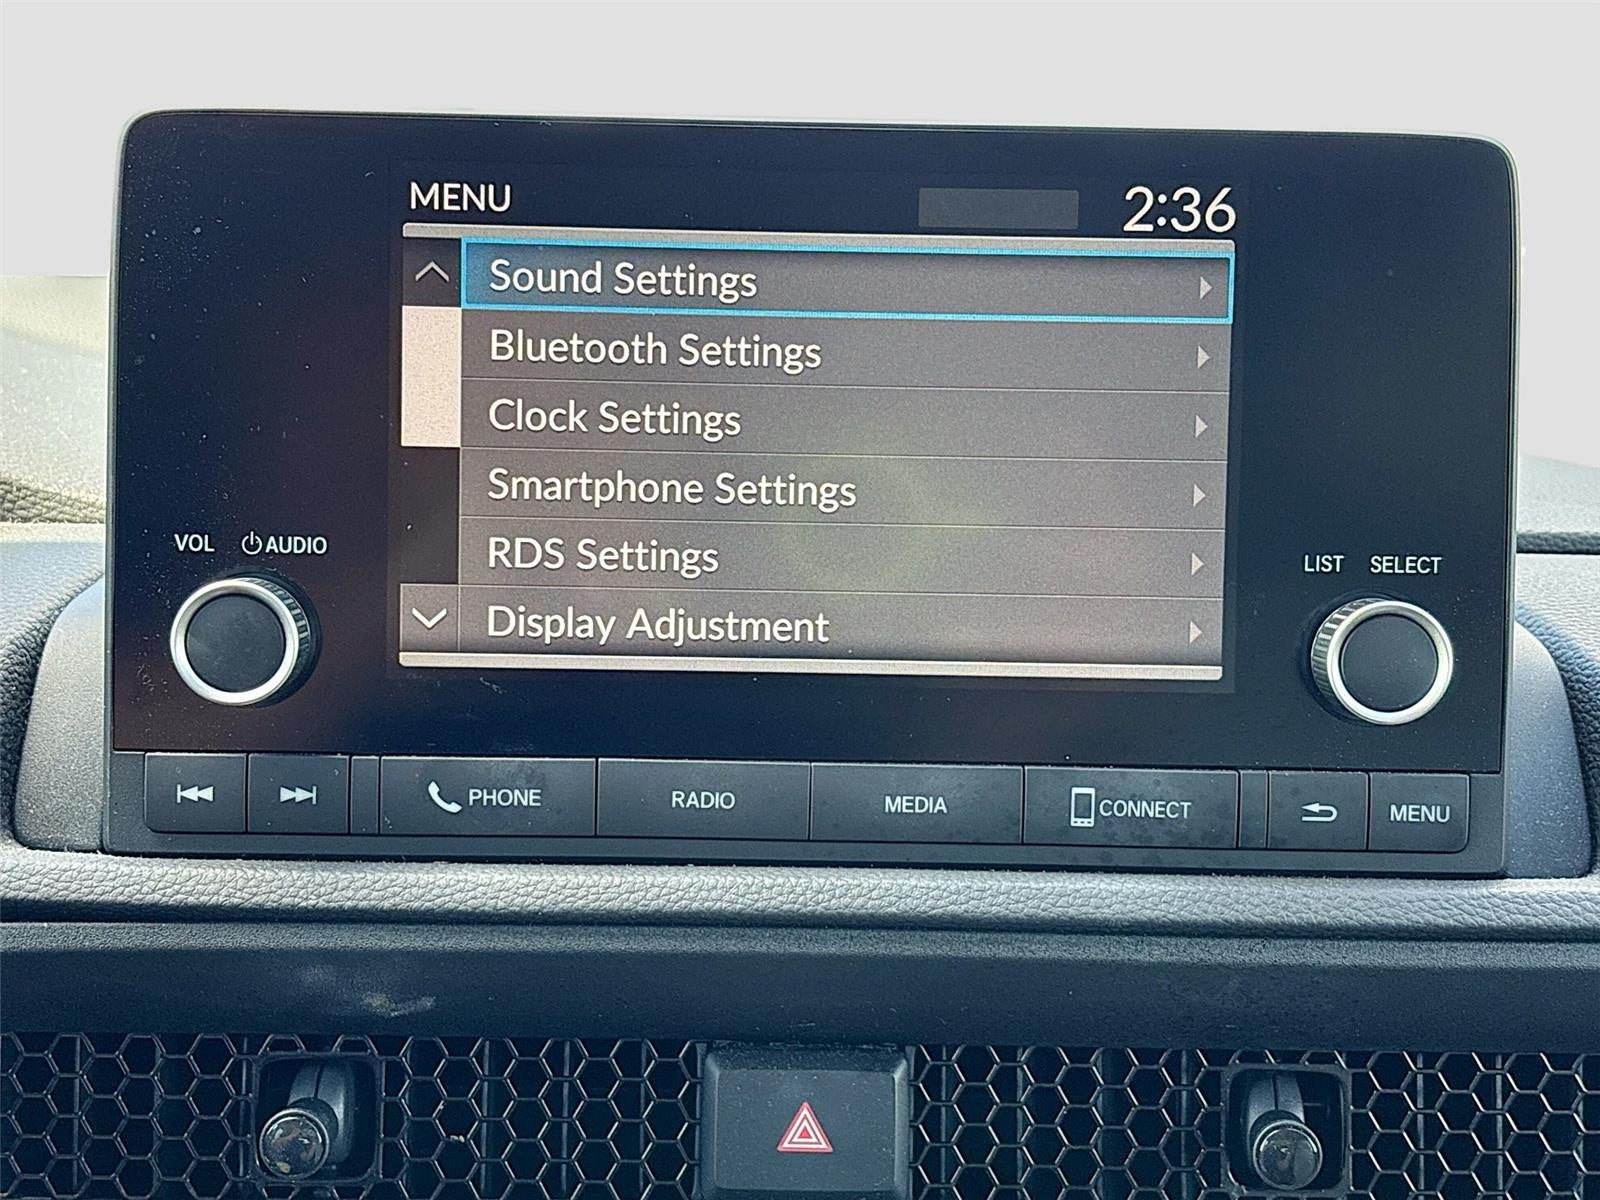 MENU 2:36
Sound Settings
Bluetooth Settings
Clock Settings
Smartphone Settings
RDS Settings
Display Adjustment
VOL AUDIO
LIST SELECT
PHONE RADIO MEDIA CONNECT MENU